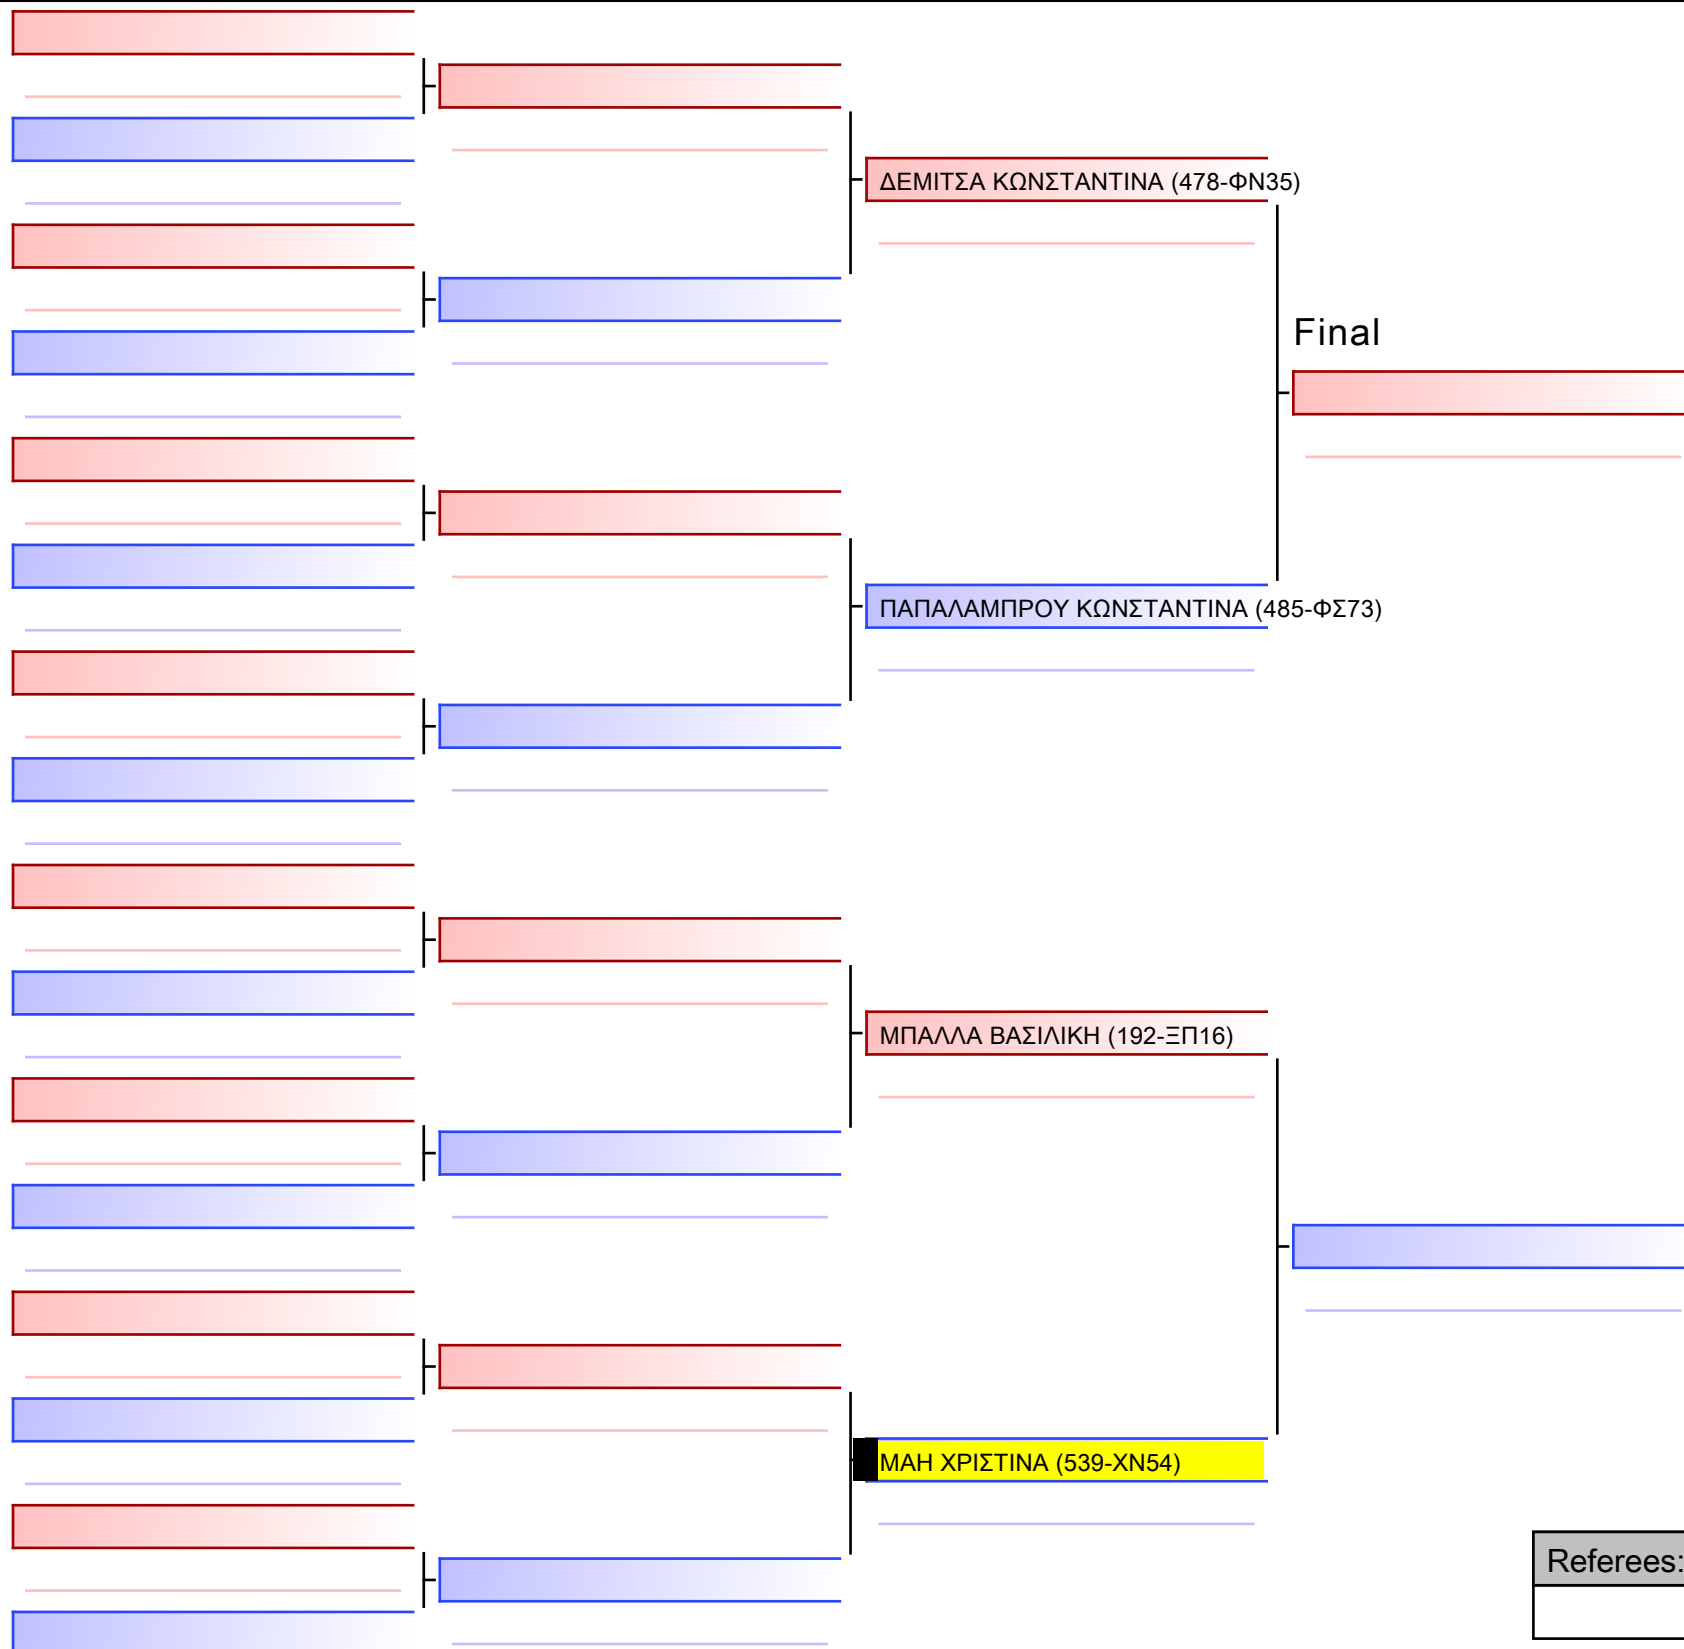 ΔΕΜΙΤΣΑ ΚΩΝΣΤΑΝΤΙΝΑ (478-ΦΝ35)
Final
ΠΑΠΑΛΑΜΠΡΟΥ ΚΩΝΣΤΑΝΤΙΝΑ (485-ΦΣ73)
ΜΠΑΛΛΑ ΒΑΣΙΛΙΚΗ (192-ΞΠ16)
ΜΑΗ ΧΡΙΣΤΙΝΑ (539-ΧΝ54)
Referees: